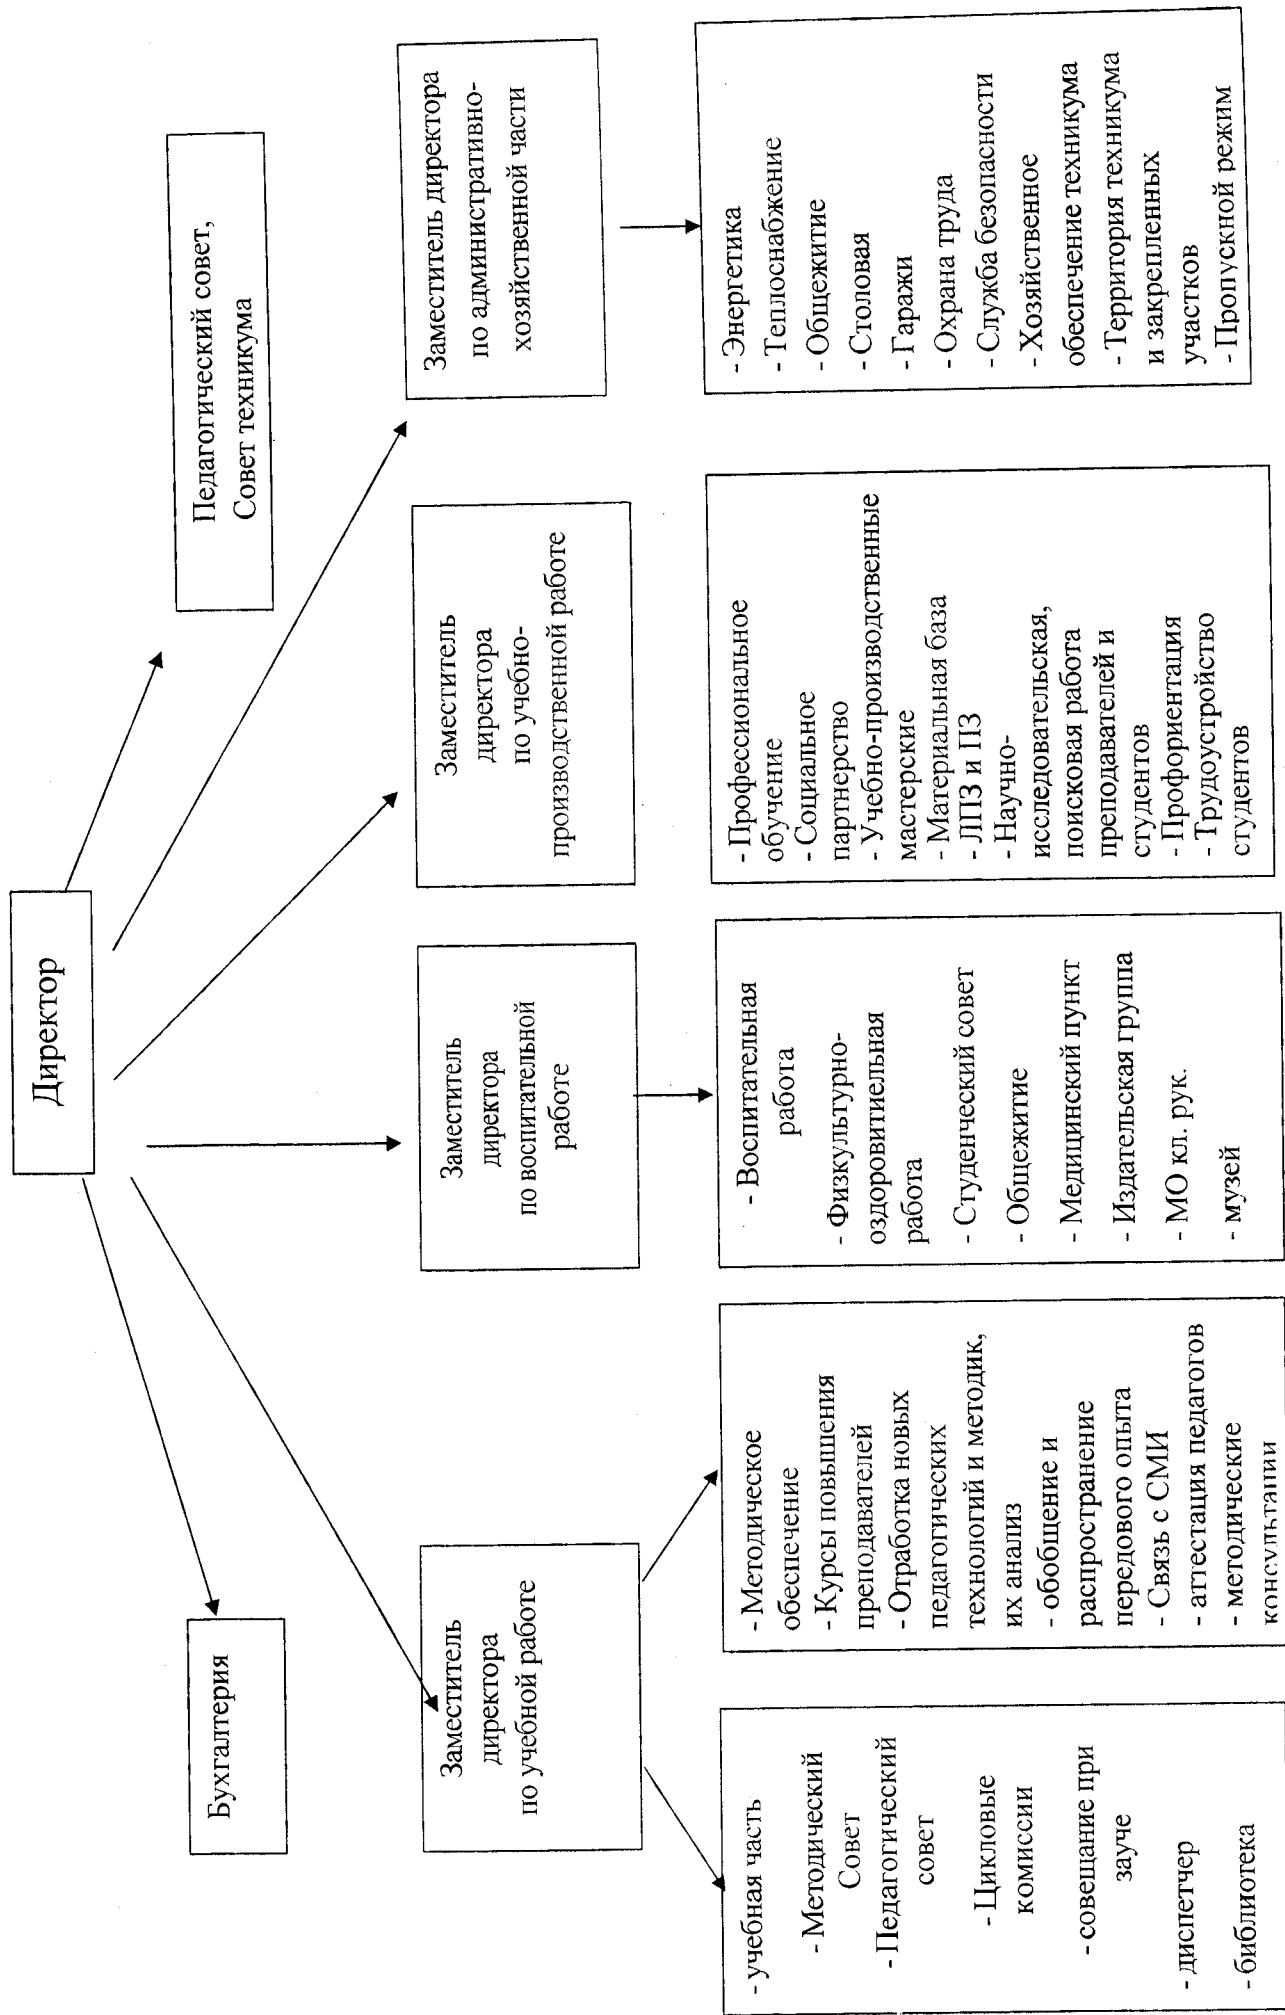 Директор
Бухгалтерия
Педагогический совет,
Совет техникума
Заместитель
директора
по учебной работе
Заместитель
директора
по воспитательной
работе
Заместитель
директора
по учебно-
производственной работе
Заместитель директора
по административно-
хозяйственной части
- учебная часть
- Методический
Совет
- Педагогический
совет
- Цикловые
комиссии
- совещание при
зауче
- диспетчер
- библиотека
- Методическое
обеспечение
- Курсы повышения
преподавателей
- Отработка новых
педагогических
технологий и методик,
их анализ
- обобщение и
распространение
передового опыта
- Связь с СМИ
- аттестация педагогов
- методические
консультации
- Воспитательная
работа
- Физкультурно-
оздоровитиельная
работа
- Студенческий совет
- Общежитие
- Медицинский пункт
- Издательская группа
- МО кл. рук.
- музей
- Профессиональное
обучение
- Социальное
партнерство
- Учебно-производственные
мастерские
- Материальная база
- ЛПЗ и ПЗ
- Научно-
исследовательская,
поисковая работа
преподавателей и
студентов
- Профориентация
- Трудоустройство
студентов
- Энергетика
- Теплоснабжение
- Общежитие
- Столовая
- Гаражи
- Охрана труда
- Служба безопасности
- Хозяйственное
обеспечение техникума
- Территория техникума
и закрепленных
участков
- Пропускной режим